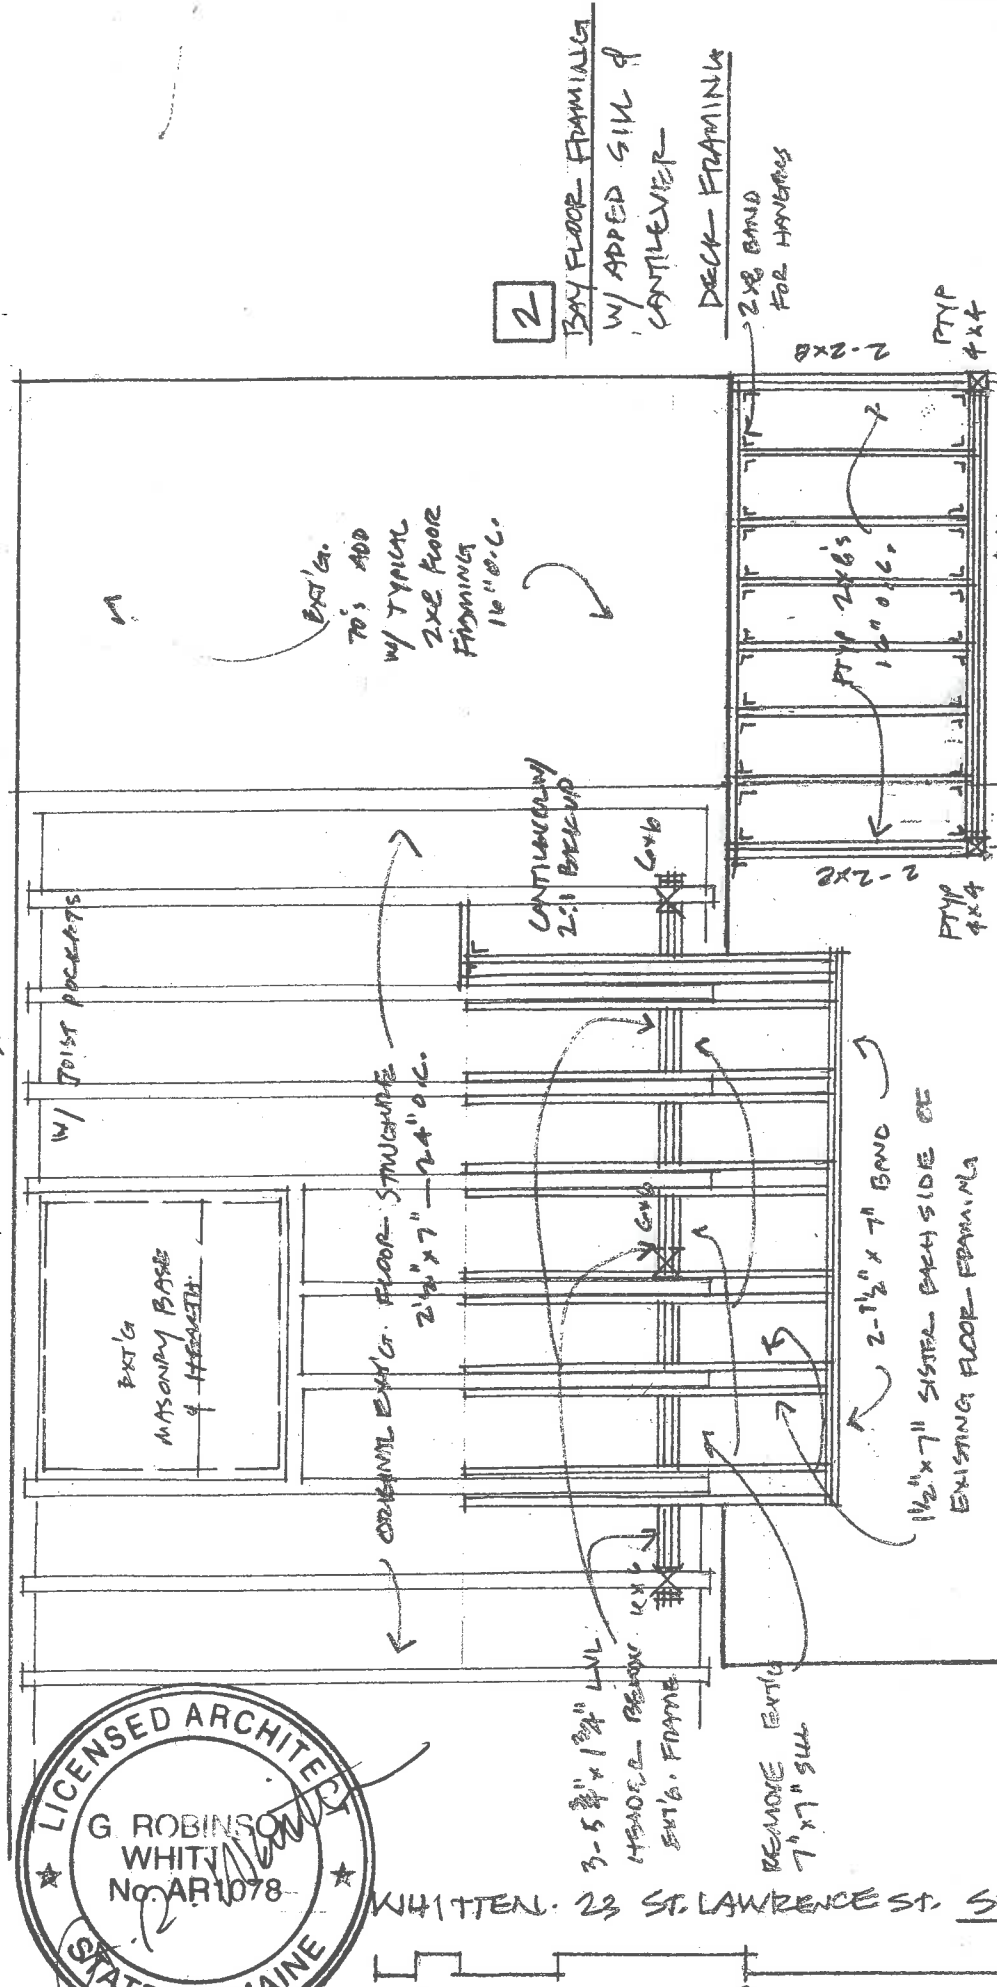 2
BAY FLOOR FRAMING
W/ ADDED SILL &
CANTILEVER
DECK FRAMING
2x8 BAND
FOR HANGERS
2-2x8
PTYP
4x4
EXT'G.
70's ADD
W/ TYPICAL
2x8 FLOOR
FRAMING
16" O.C.
PTYP 2x8's
16" O.C.
2-2x8
PTYP
4x4
CANTILEVER W/
2:1 BACKUP
6x6
W/ JOIST POCKETS
EXT'G
MASONRY BASE
& HEARTH
ORIGINAL EXT'G. FLOOR STRUCTURE
2½" x 7" — 24" O.C.
6x6
2-1½" x 7" BAND
1½" x 7" SISTER EACH SIDE OF
EXISTING FLOOR FRAMING
3-5¾" x 1¾" LVL
HEADER BELOW
EXT'G. FRAME
6x6
REMOVE EXT'G
7" x 7" SILL
LICENSED ARCHITECT
G. ROBINSON
WHIT
No. AR1078
STATE MAINE
WHITTEN. 23 ST. LAWRENCE ST.